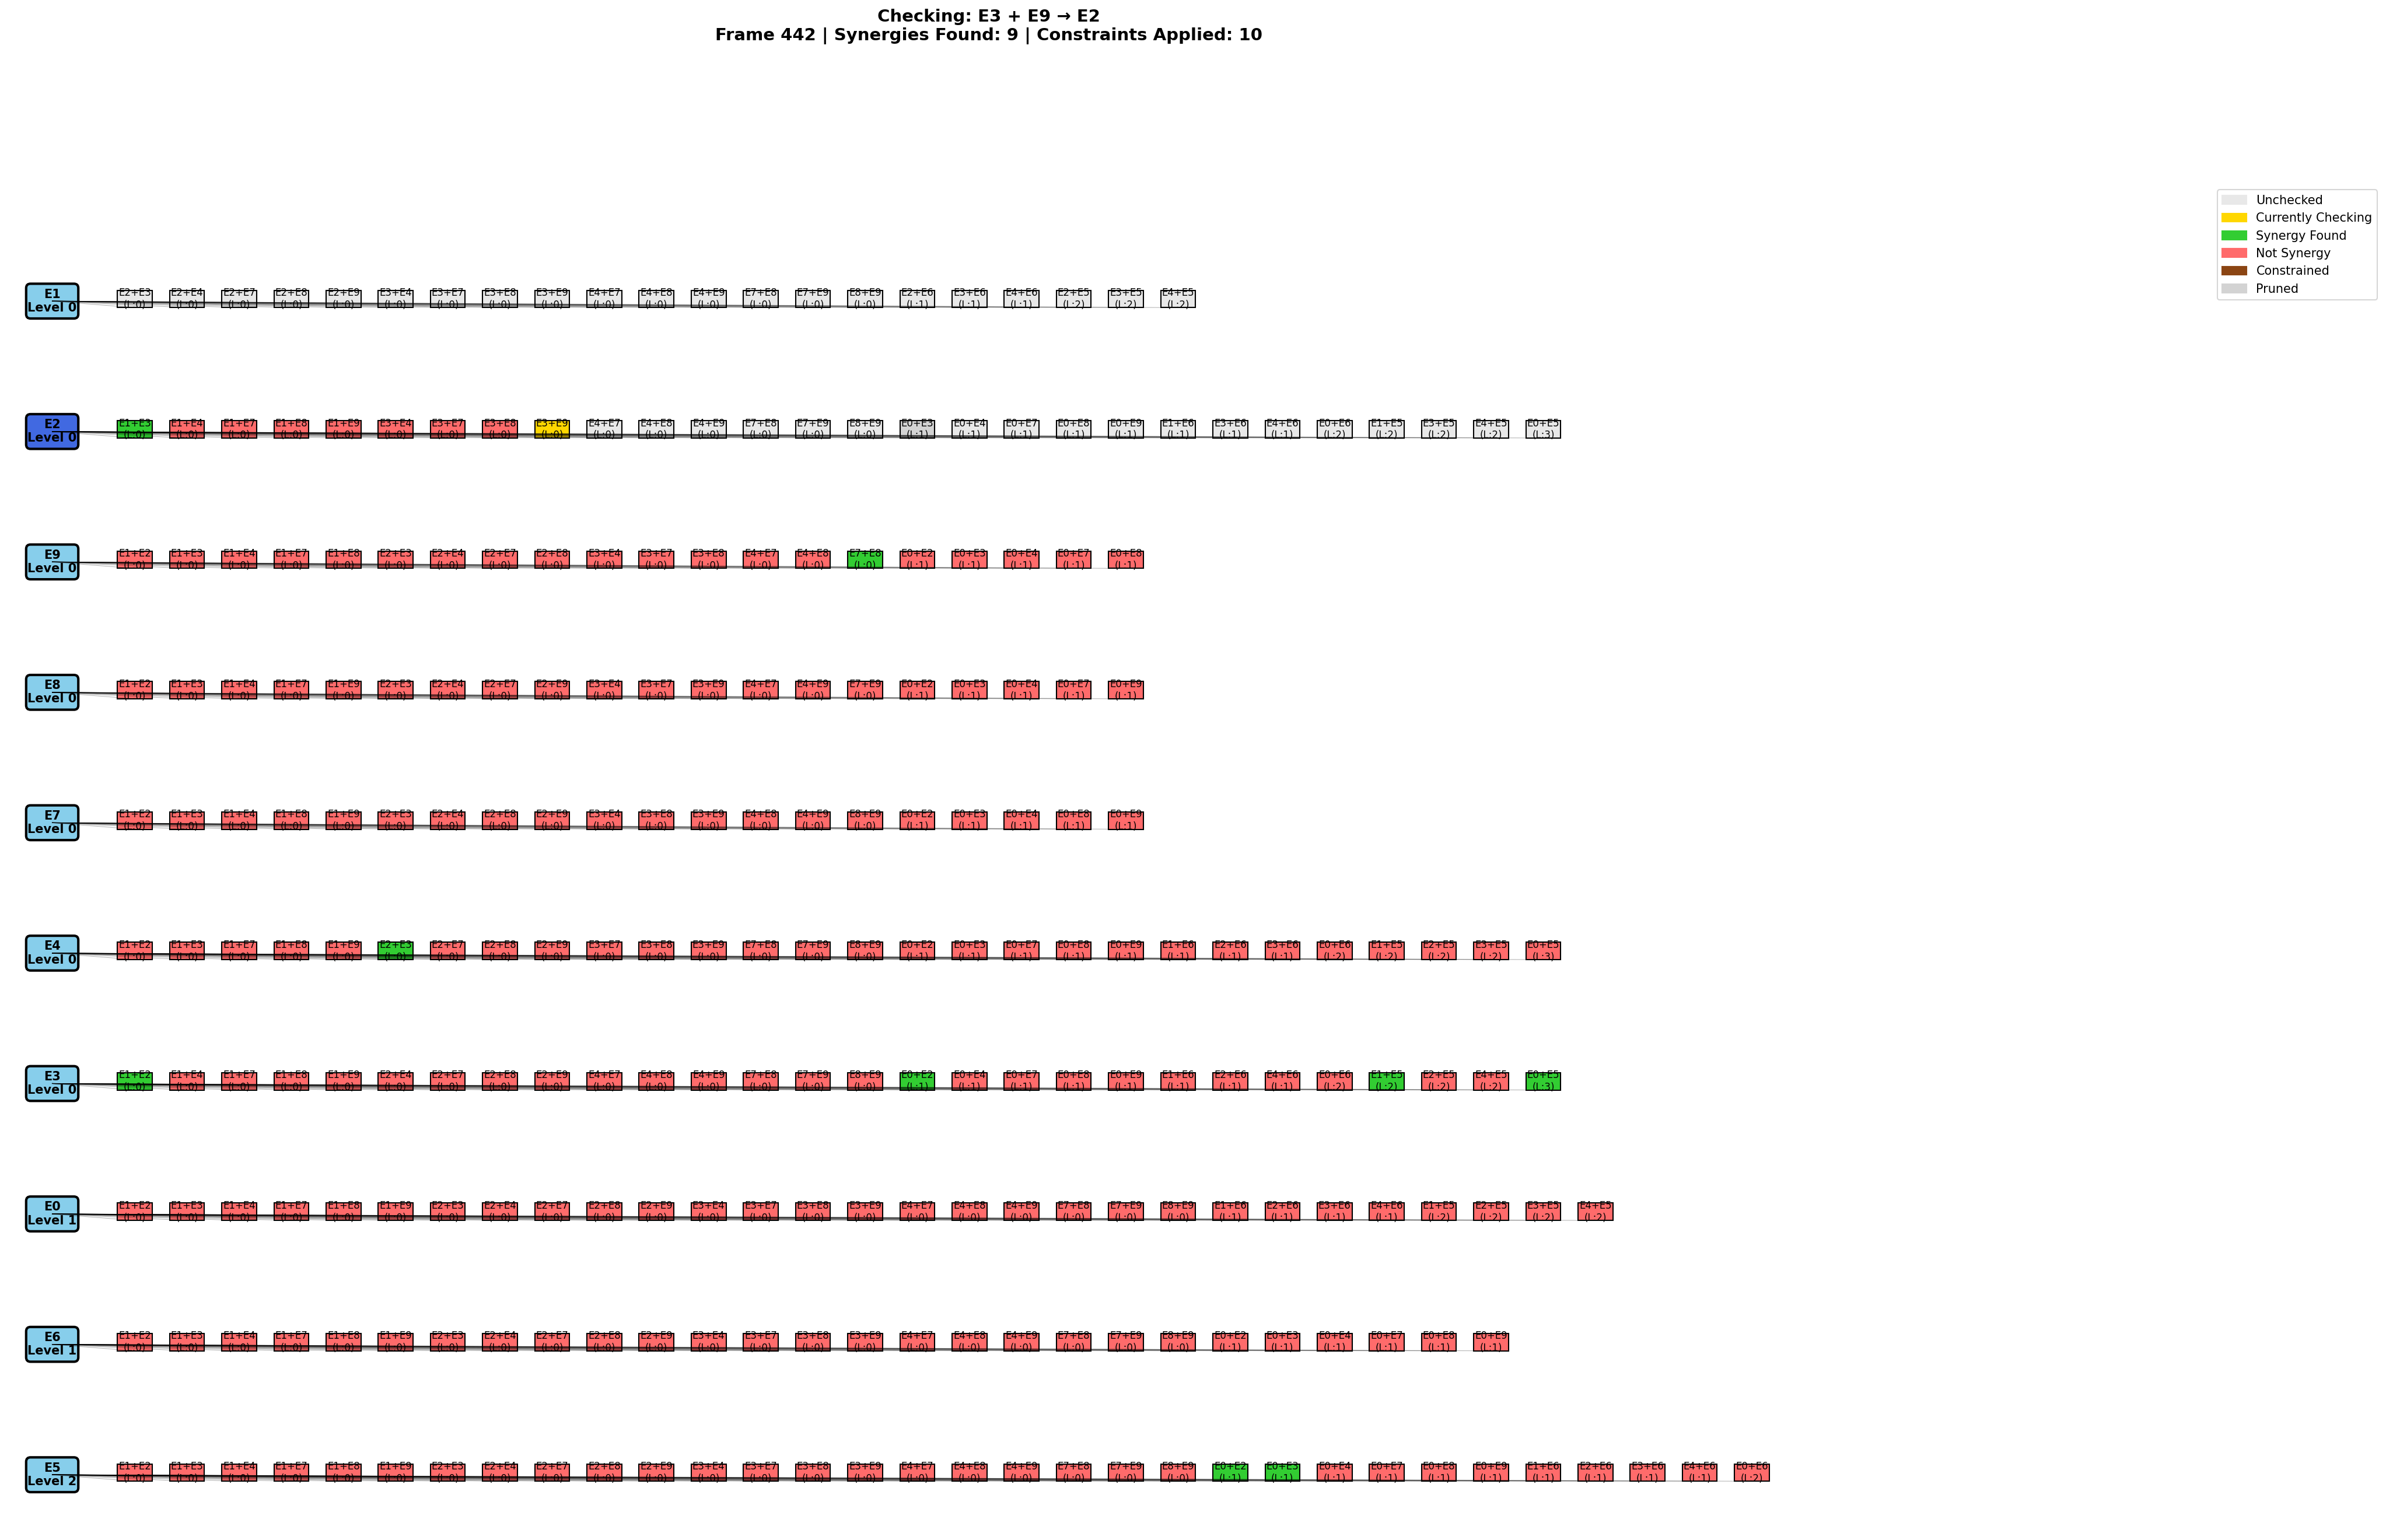 Checking: E3 + E9 → E2
Frame 442 | Synergies Found: 9 | Constraints Applied: 10
Unchecked
Currently Checking
Synergy Found
Not Synergy
Constrained
Pruned
E1
Level 0
E2+E3 E2+E4 E2+E7 E2+E8 E2+E9 E3+E4 E3+E7 E3+E8 E3+E9 E4+E7 E4+E8 E4+E9 E7+E8 E7+E9 E8+E9 E2+E6 E3+E6 E4+E6 E2+E5 E3+E5 E4+E5
(L:0) (L:0) (L:0) (L:0) (L:0) (L:0) (L:0) (L:0) (L:0) (L:0) (L:0) (L:0) (L:0) (L:0) (L:0) (L:1) (L:1) (L:1) (L:2) (L:2) (L:2)
E2
Level 0
E1+E3 E1+E4 E1+E7 E1+E8 E1+E9 E3+E4 E3+E7 E3+E8 E3+E9 E4+E7 E4+E8 E4+E9 E7+E8 E7+E9 E8+E9 E0+E3 E0+E4 E0+E7 E0+E8 E0+E9 E1+E6 E3+E6 E4+E6 E0+E6 E1+E5 E3+E5 E4+E5 E0+E5
(L:0) (L:0) (L:0) (L:0) (L:0) (L:0) (L:0) (L:0) (L:0) (L:0) (L:0) (L:0) (L:0) (L:0) (L:0) (L:1) (L:1) (L:1) (L:1) (L:1) (L:1) (L:1) (L:1) (L:2) (L:2) (L:2) (L:2) (L:3)
E9
Level 0
E1+E2 E1+E3 E1+E4 E1+E7 E1+E8 E2+E3 E2+E4 E2+E7 E2+E8 E3+E4 E3+E7 E3+E8 E4+E7 E4+E8 E7+E8 E0+E2 E0+E3 E0+E4 E0+E7 E0+E8
(L:0) (L:0) (L:0) (L:0) (L:0) (L:0) (L:0) (L:0) (L:0) (L:0) (L:0) (L:0) (L:0) (L:0) (L:0) (L:1) (L:1) (L:1) (L:1) (L:1)
E8
Level 0
E1+E2 E1+E3 E1+E4 E1+E7 E1+E9 E2+E3 E2+E4 E2+E7 E2+E9 E3+E4 E3+E7 E3+E9 E4+E7 E4+E9 E7+E9 E0+E2 E0+E3 E0+E4 E0+E7 E0+E9
(L:0) (L:0) (L:0) (L:0) (L:0) (L:0) (L:0) (L:0) (L:0) (L:0) (L:0) (L:0) (L:0) (L:0) (L:0) (L:1) (L:1) (L:1) (L:1) (L:1)
E7
Level 0
E1+E2 E1+E3 E1+E4 E1+E8 E1+E9 E2+E3 E2+E4 E2+E8 E2+E9 E3+E4 E3+E8 E3+E9 E4+E8 E4+E9 E8+E9 E0+E2 E0+E3 E0+E4 E0+E8 E0+E9
(L:0) (L:0) (L:0) (L:0) (L:0) (L:0) (L:0) (L:0) (L:0) (L:0) (L:0) (L:0) (L:0) (L:0) (L:0) (L:1) (L:1) (L:1) (L:1) (L:1)
E4
Level 0
E1+E2 E1+E3 E1+E7 E1+E8 E1+E9 E2+E3 E2+E7 E2+E8 E2+E9 E3+E7 E3+E8 E3+E9 E7+E8 E7+E9 E8+E9 E0+E2 E0+E3 E0+E7 E0+E8 E0+E9 E1+E6 E2+E6 E3+E6 E0+E6 E1+E5 E2+E5 E3+E5 E0+E5
(L:0) (L:0) (L:0) (L:0) (L:0) (L:0) (L:0) (L:0) (L:0) (L:0) (L:0) (L:0) (L:0) (L:0) (L:0) (L:1) (L:1) (L:1) (L:1) (L:1) (L:1) (L:1) (L:1) (L:2) (L:2) (L:2) (L:2) (L:3)
E3
Level 0
E1+E2 E1+E4 E1+E7 E1+E8 E1+E9 E2+E4 E2+E7 E2+E8 E2+E9 E4+E7 E4+E8 E4+E9 E7+E8 E7+E9 E8+E9 E0+E2 E0+E4 E0+E7 E0+E8 E0+E9 E1+E6 E2+E6 E4+E6 E0+E6 E1+E5 E2+E5 E4+E5 E0+E5
(L:0) (L:0) (L:0) (L:0) (L:0) (L:0) (L:0) (L:0) (L:0) (L:0) (L:0) (L:0) (L:0) (L:0) (L:0) (L:1) (L:1) (L:1) (L:1) (L:1) (L:1) (L:1) (L:1) (L:2) (L:2) (L:2) (L:2) (L:3)
E0
Level 1
E1+E2 E1+E3 E1+E4 E1+E7 E1+E8 E1+E9 E2+E3 E2+E4 E2+E7 E2+E8 E2+E9 E3+E4 E3+E7 E3+E8 E3+E9 E4+E7 E4+E8 E4+E9 E7+E8 E7+E9 E8+E9 E1+E6 E2+E6 E3+E6 E4+E6 E1+E5 E2+E5 E3+E5 E4+E5
(L:0) (L:0) (L:0) (L:0) (L:0) (L:0) (L:0) (L:0) (L:0) (L:0) (L:0) (L:0) (L:0) (L:0) (L:0) (L:0) (L:0) (L:0) (L:0) (L:0) (L:0) (L:1) (L:1) (L:1) (L:1) (L:2) (L:2) (L:2) (L:2)
E6
Level 1
E1+E2 E1+E3 E1+E4 E1+E7 E1+E8 E1+E9 E2+E3 E2+E4 E2+E7 E2+E8 E2+E9 E3+E4 E3+E7 E3+E8 E3+E9 E4+E7 E4+E8 E4+E9 E7+E8 E7+E9 E8+E9 E0+E2 E0+E3 E0+E4 E0+E7 E0+E8 E0+E9
(L:0) (L:0) (L:0) (L:0) (L:0) (L:0) (L:0) (L:0) (L:0) (L:0) (L:0) (L:0) (L:0) (L:0) (L:0) (L:0) (L:0) (L:0) (L:0) (L:0) (L:0) (L:1) (L:1) (L:1) (L:1) (L:1) (L:1)
E5
Level 2
E1+E2 E1+E3 E1+E4 E1+E7 E1+E8 E1+E9 E2+E3 E2+E4 E2+E7 E2+E8 E2+E9 E3+E4 E3+E7 E3+E8 E3+E9 E4+E7 E4+E8 E4+E9 E7+E8 E7+E9 E8+E9 E0+E2 E0+E3 E0+E4 E0+E7 E0+E8 E0+E9 E1+E6 E2+E6 E3+E6 E4+E6 E0+E6
(L:0) (L:0) (L:0) (L:0) (L:0) (L:0) (L:0) (L:0) (L:0) (L:0) (L:0) (L:0) (L:0) (L:0) (L:0) (L:0) (L:0) (L:0) (L:0) (L:0) (L:0) (L:1) (L:1) (L:1) (L:1) (L:1) (L:1) (L:1) (L:1) (L:1) (L:1) (L:2)